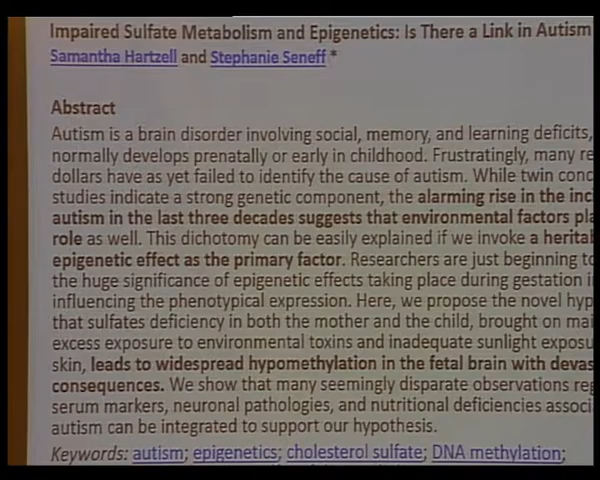 Impaired Sulfate Metabolism and Epigenetics: Is There a Link in Autism
Samantha Hartzell and Stephanie Seneff *
Abstract
Autism is a brain disorder involving social, memory, and learning deficits,
normally develops prenatally or early in childhood. Frustratingly, many re
dollars have as yet failed to identify the cause of autism. While twin conc
studies indicate a strong genetic component, the alarming rise in the inc
autism in the last three decades suggests that environmental factors pla
role as well. This dichotomy can be easily explained if we invoke a herita
epigenetic effect as the primary factor. Researchers are just beginning to
the huge significance of epigenetic effects taking place during gestation i
influencing the phenotypical expression. Here, we propose the novel hyp
that sulfates deficiency in both the mother and the child, brought on mai
excess exposure to environmental toxins and inadequate sunlight exposu
skin, leads to widespread hypomethylation in the fetal brain with devas
consequences. We show that many seemingly disparate observations reg
serum markers, neuronal pathologies, and nutritional deficiencies associ
autism can be integrated to support our hypothesis.
Keywords: autism; epigenetics; cholesterol sulfate; DNA methylation;